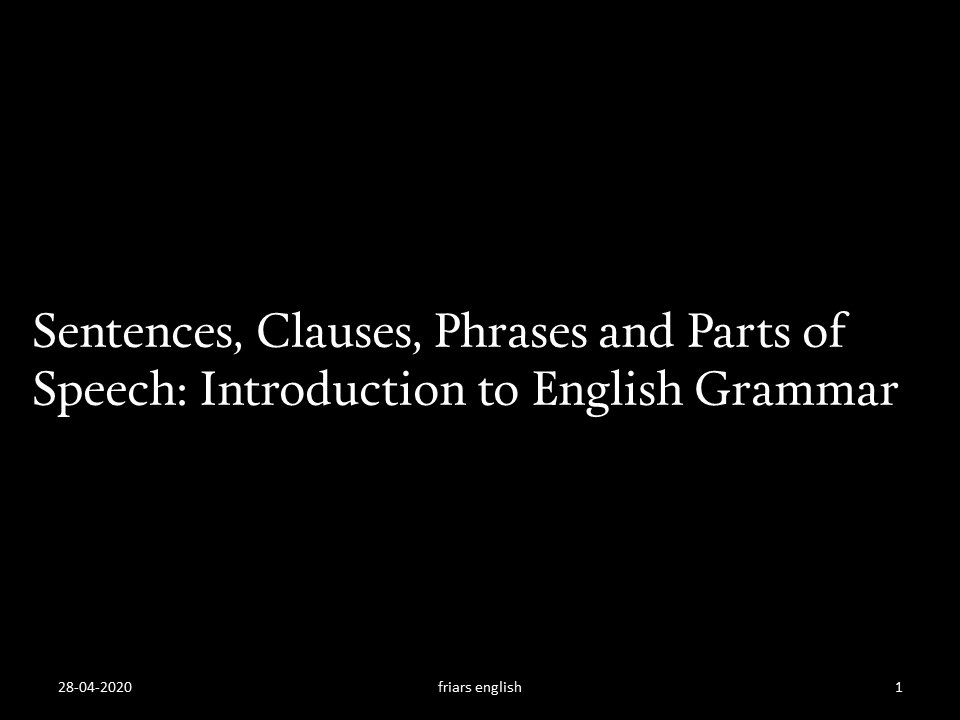 Sentences, Clauses, Phrases and Parts of
Speech: Introduction to English Grammar
28-04-2020 friars english 1